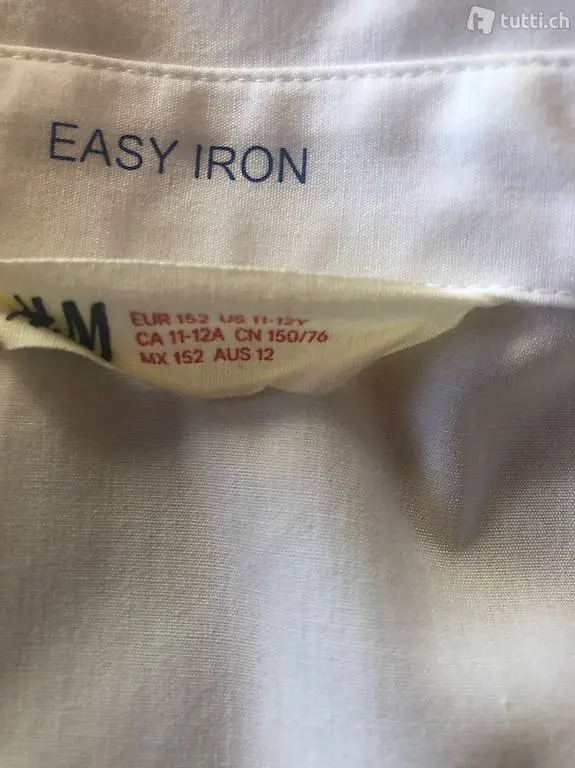 tutti.ch
EASY IRON
H&M
EUR 152 US 11-12Y
CA 11-12A CN 150/76
MX 152 AUS 12